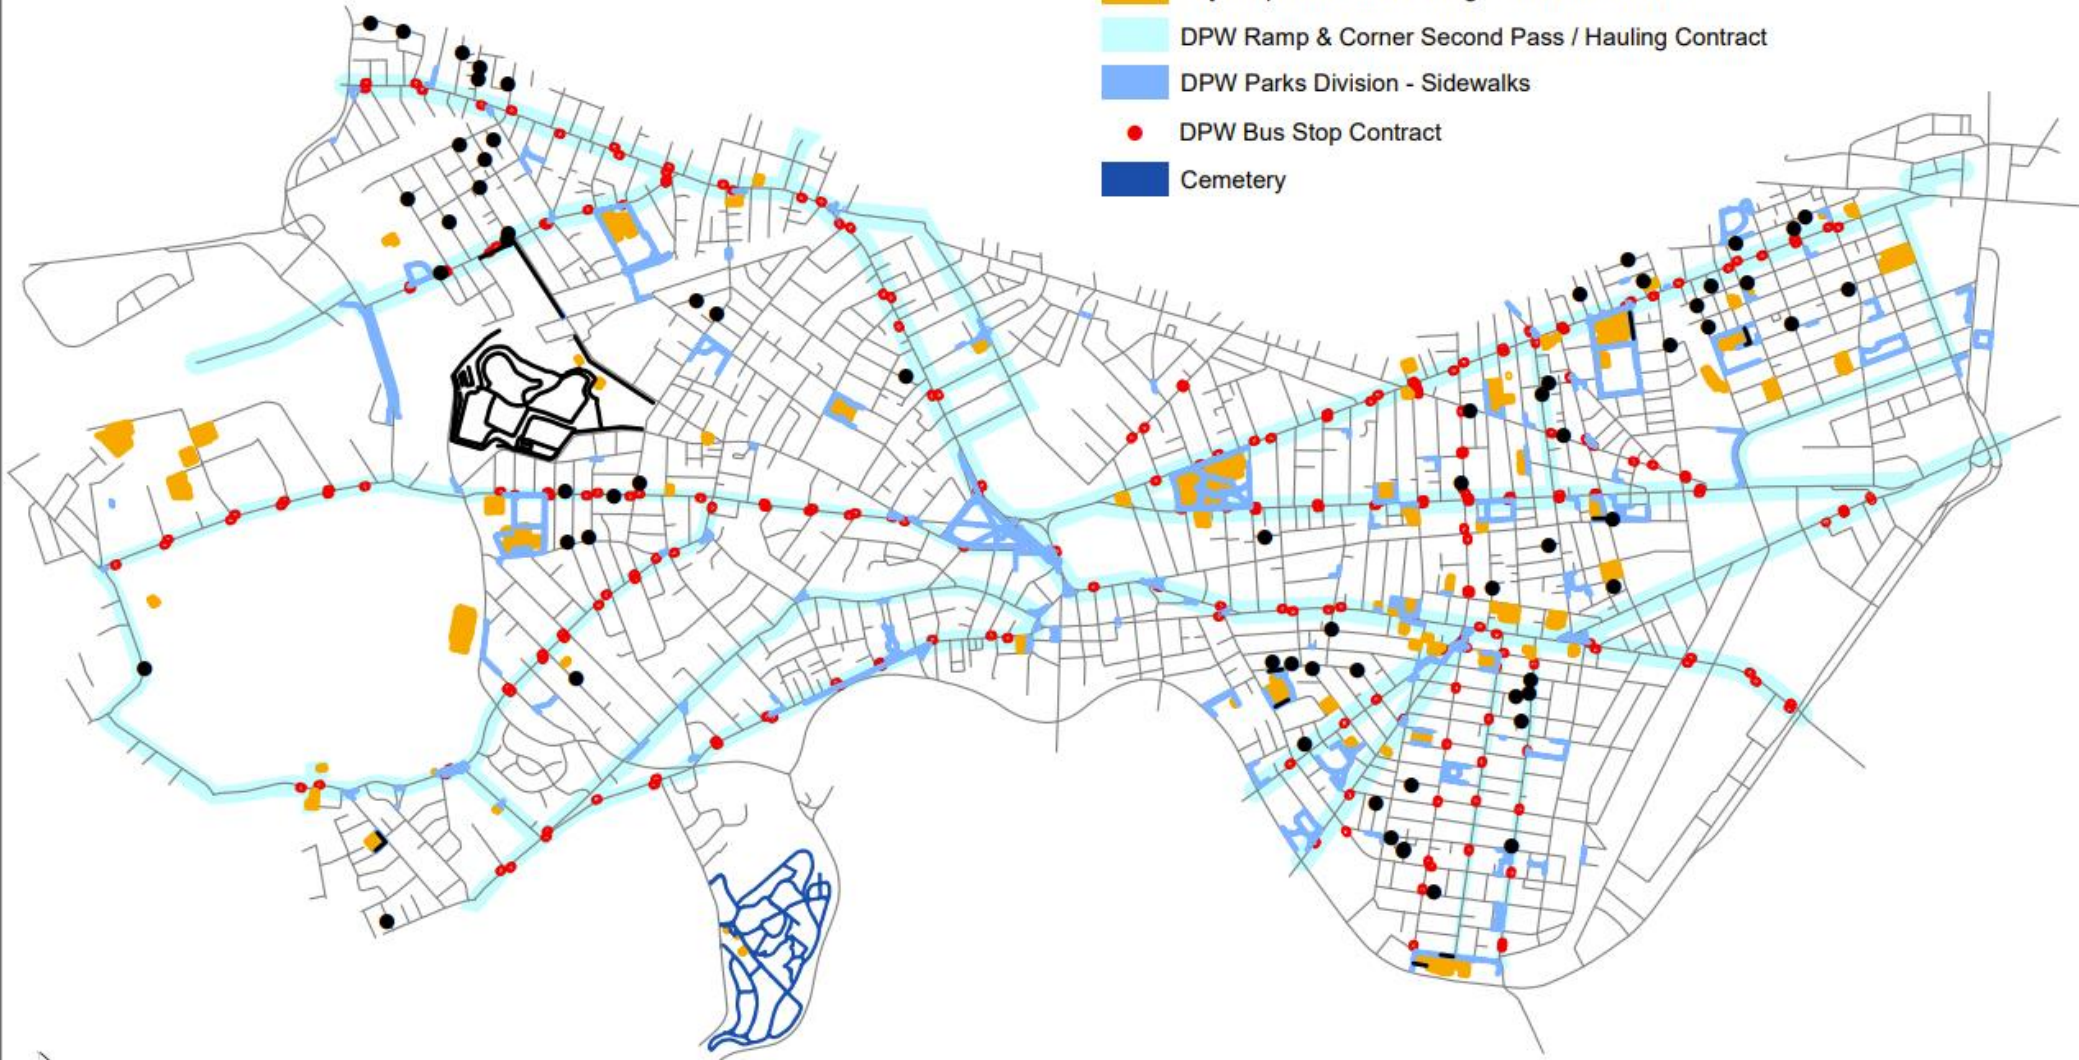 DPW Ramp & Corner Second Pass / Hauling Contract
DPW Parks Division - Sidewalks
DPW Bus Stop Contract
Cemetery